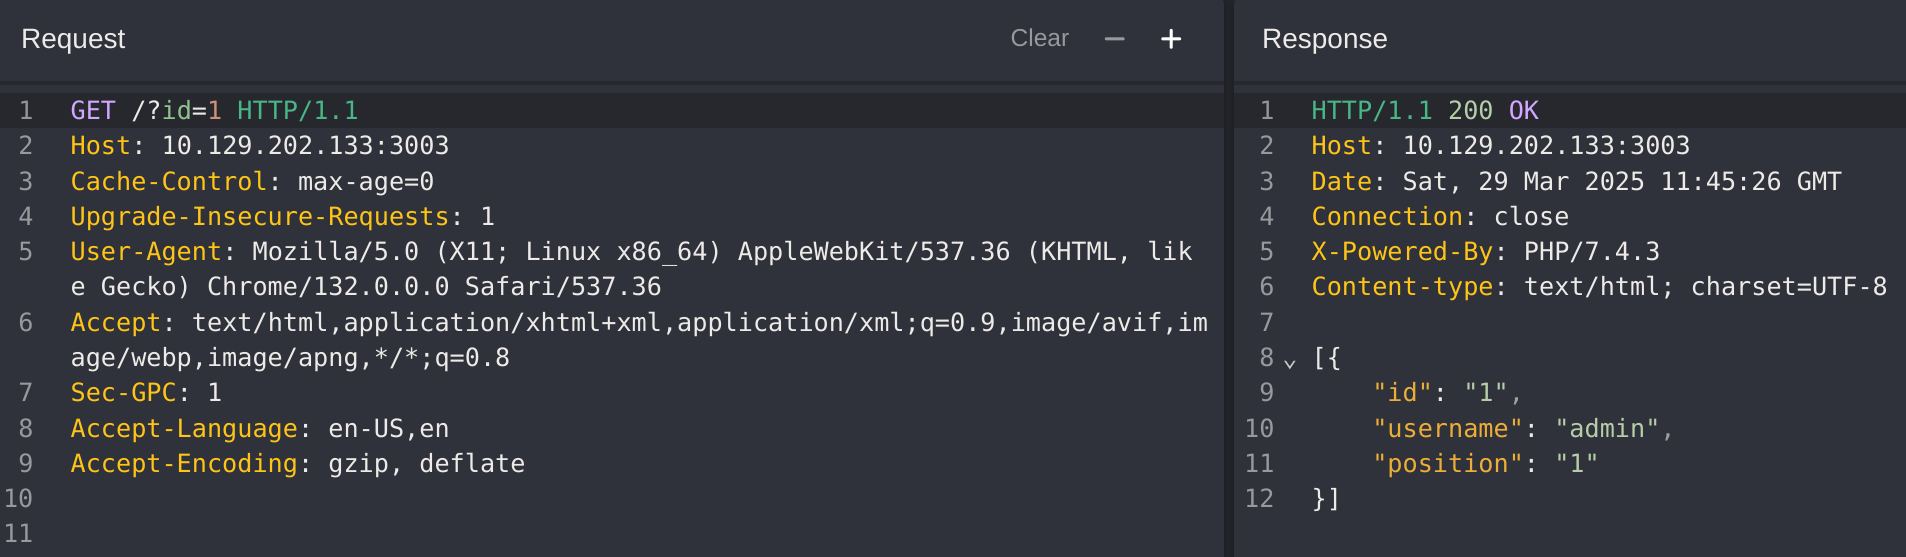 Request
Clear − +
1 GET /?id=1 HTTP/1.1
2 Host: 10.129.202.133:3003
3 Cache-Control: max-age=0
4 Upgrade-Insecure-Requests: 1
5 User-Agent: Mozilla/5.0 (X11; Linux x86_64) AppleWebKit/537.36 (KHTML, lik
e Gecko) Chrome/132.0.0.0 Safari/537.36
6 Accept: text/html,application/xhtml+xml,application/xml;q=0.9,image/avif,im
age/webp,image/apng,*/*;q=0.8
7 Sec-GPC: 1
8 Accept-Language: en-US,en
9 Accept-Encoding: gzip, deflate
10
11
Response
1 HTTP/1.1 200 OK
2 Host: 10.129.202.133:3003
3 Date: Sat, 29 Mar 2025 11:45:26 GMT
4 Connection: close
5 X-Powered-By: PHP/7.4.3
6 Content-type: text/html; charset=UTF-8
7
8 [{
9 "id": "1",
10 "username": "admin",
11 "position": "1"
12 }]